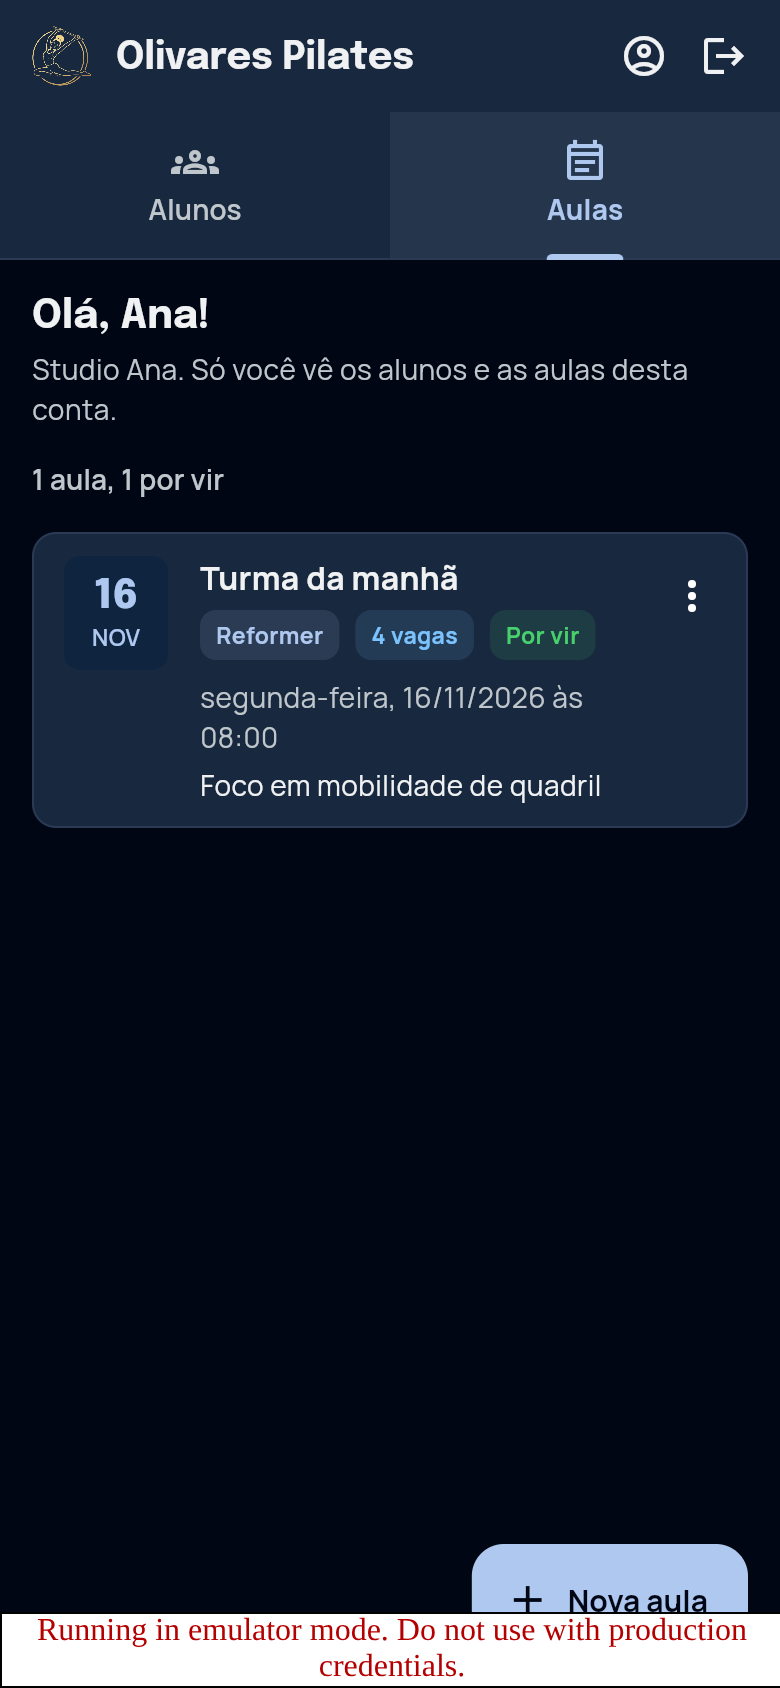 Olivares Pilates
Alunos
Aulas
Olá, Ana!
Studio Ana. Só você vê os alunos e as aulas desta
conta.
1 aula, 1 por vir
16
NOV
Turma da manhã
Reformer
4 vagas
Por vir
segunda-feira, 16/11/2026 às
08:00
Foco em mobilidade de quadril
Nova aula
Running in emulator mode. Do not use with production
credentials.